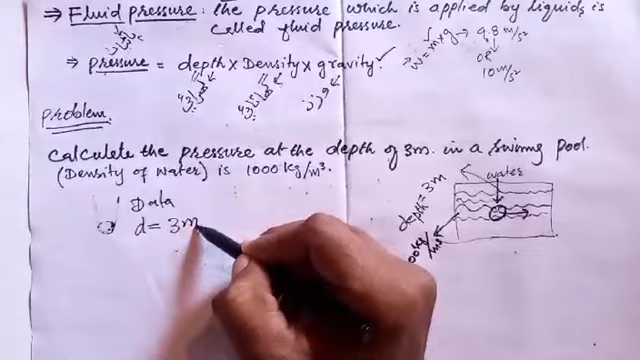 ⇒ Fluid pressure: The pressure which is applied by liquids is
called fluid pressure.
⇒ pressure = depth x Density x gravity.
⇒ W = m x g → 9.8 m/s²
OR
10 m/s²
problem
Calculate the pressure at the depth of 3m in a swimng pool.
(Density of water) is 1000 kg/m³.
water
depth = 3m
Data
d = 3m